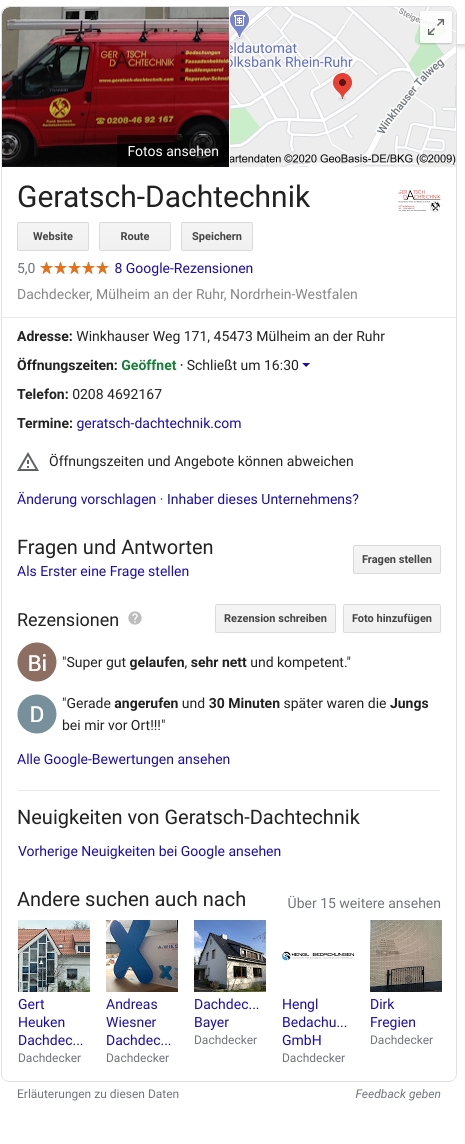 GERATSCH
DACHTECHNIK
• Bedachungen
• Bauklempnerei
www.geratsch-dachtechnik.com
0208-46 92 167
Fotos ansehen
eldautomat
olksbank Rhein-Ruhr
Winkhauser Talweg
artendaten ©2020 GeoBasis-DE/BKG (©2009)
Geratsch-Dachtechnik
Website
Route
Speichern
5,0 ★★★★★ 8 Google-Rezensionen
Dachdecker, Mülheim an der Ruhr, Nordrhein-Westfalen
Adresse: Winkhauser Weg 171, 45473 Mülheim an der Ruhr
Öffnungszeiten: Geöffnet · Schließt um 16:30
Telefon: 0208 4692167
Termine: geratsch-dachtechnik.com
Öffnungszeiten und Angebote können abweichen
Änderung vorschlagen · Inhaber dieses Unternehmens?
Fragen und Antworten
Fragen stellen
Als Erster eine Frage stellen
Rezensionen ?
Rezension schreiben
Foto hinzufügen
Bi
"Super gut gelaufen, sehr nett und kompetent."
D
"Gerade angerufen und 30 Minuten später waren die Jungs
bei mir vor Ort!!!"
Alle Google-Bewertungen ansehen
Neuigkeiten von Geratsch-Dachtechnik
Vorherige Neuigkeiten bei Google ansehen
Andere suchen auch nach
Über 15 weitere ansehen
HENGL BEDACHUNGEN
Gert
Heuken
Dachdec...
Dachdecker
Andreas
Wiesner
Dachdec...
Dachdecker
Dachdec...
Bayer
Dachdecker
Hengl
Bedachu...
GmbH
Dachdecker
Dirk
Fregien
Dachdecker
Erläuterungen zu diesen Daten
Feedback geben